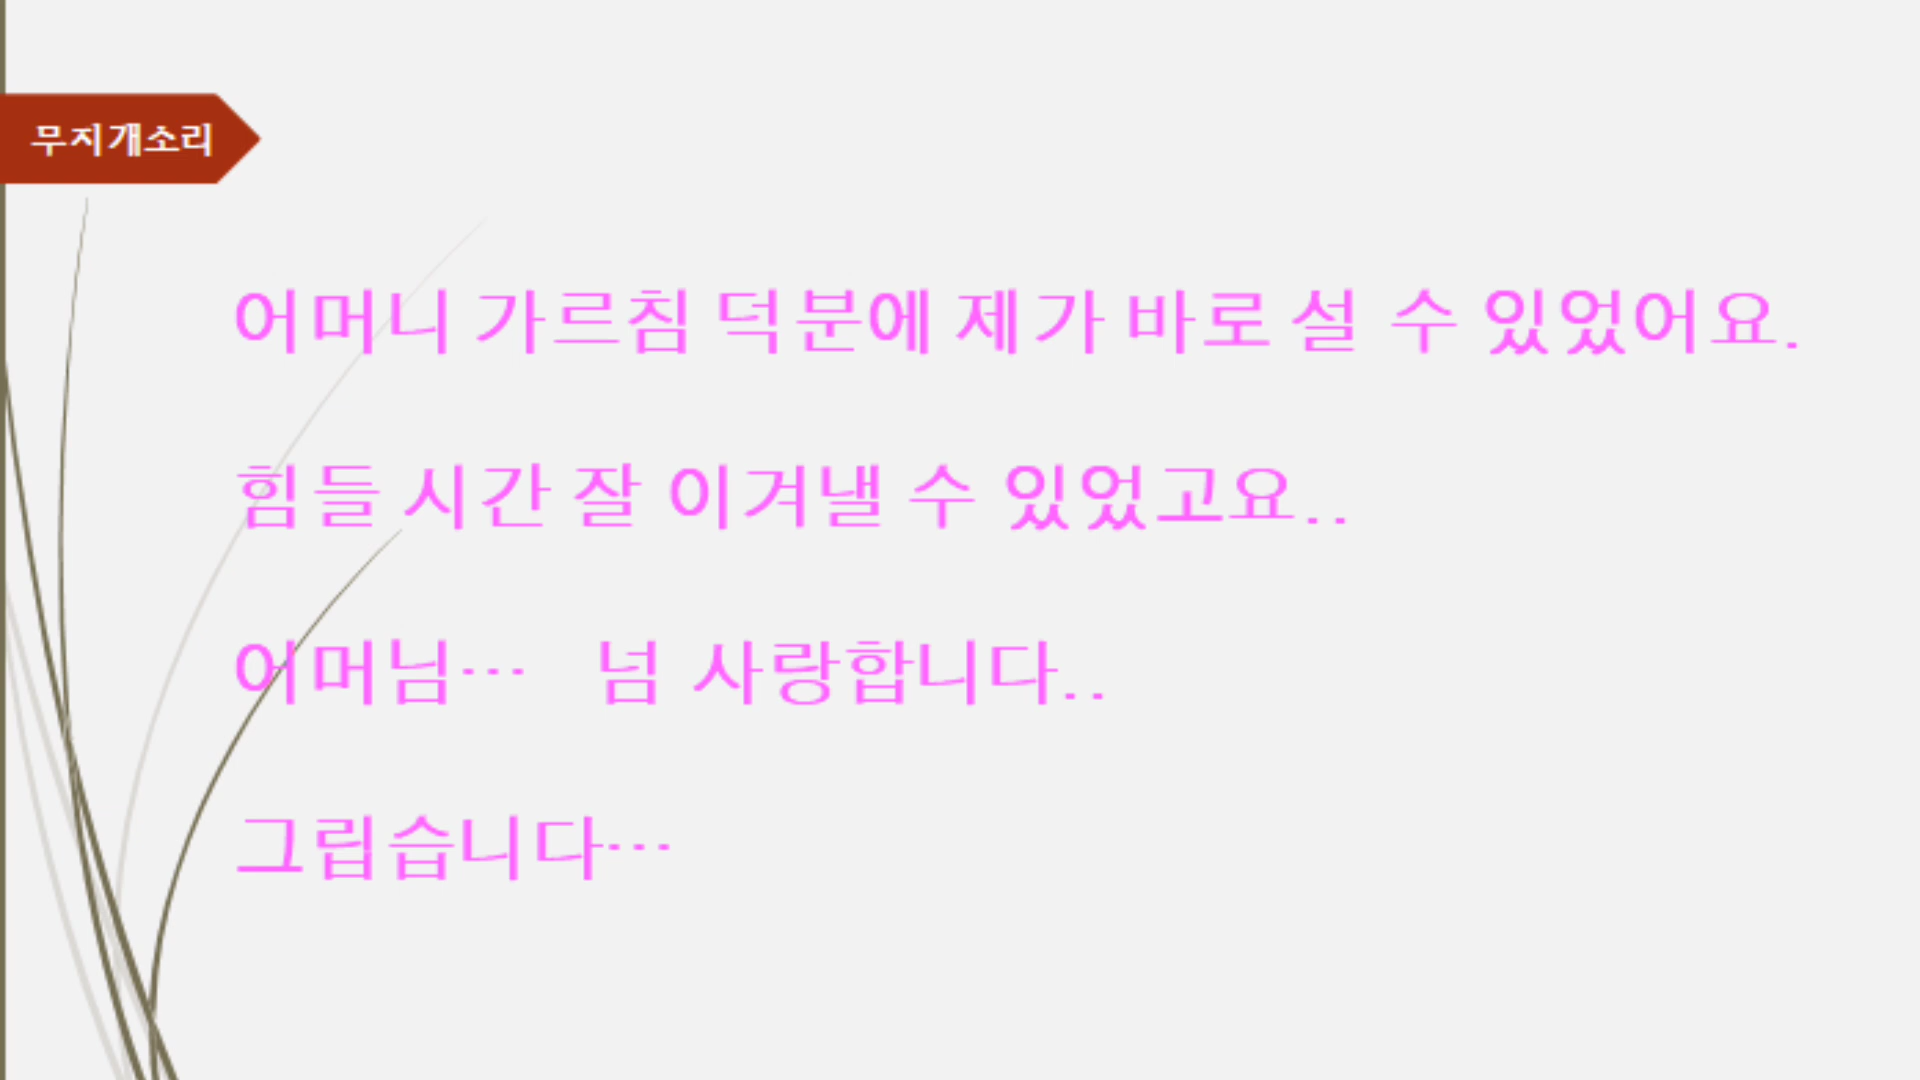 무지개소리
어머니 가르침 덕분에 제가 바로 설 수 있었어요.
힘들 시간 잘 이겨낼 수 있었고요..
어머님… 넘 사랑합니다..
그립습니다…